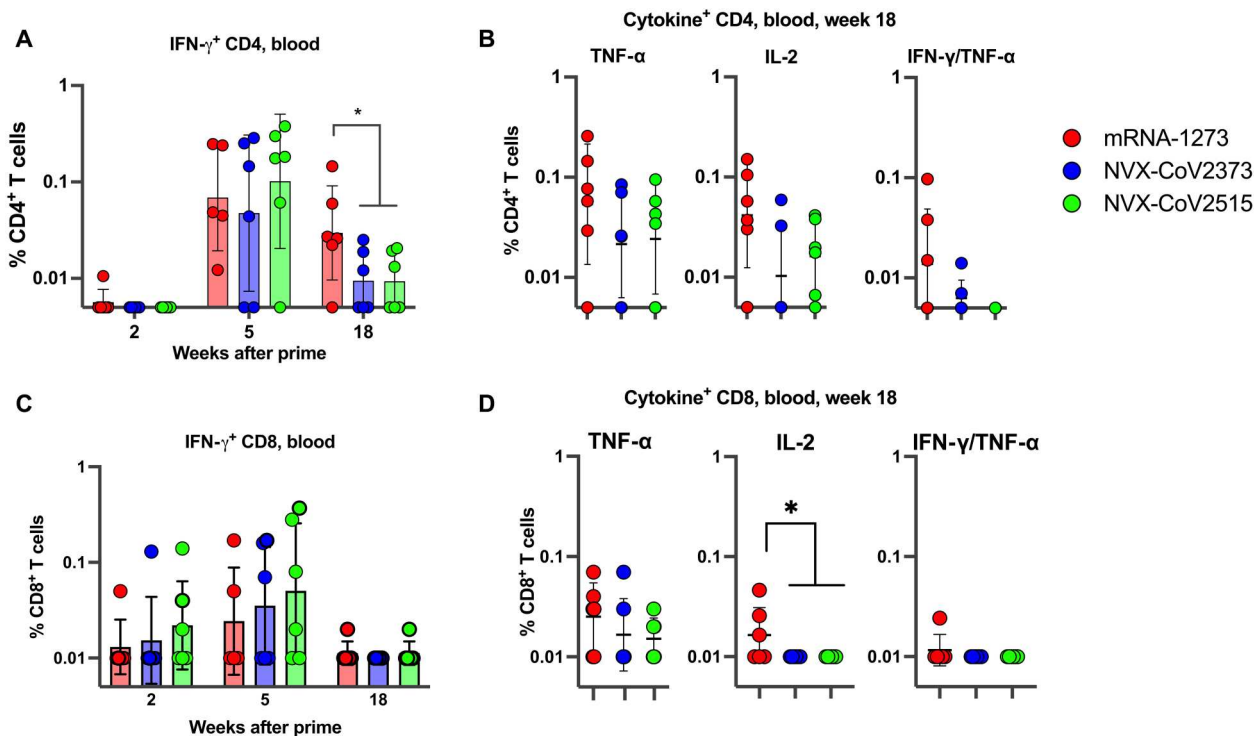 A
IFN-γ⁺ CD4, blood
% CD4⁺ T cells
1
0.1
0.01
*
2
5
18
Weeks after prime
B
Cytokine⁺ CD4, blood, week 18
TNF-α
IL-2
IFN-γ/TNF-α
% CD4⁺ T cells
1
0.1
0.01
1
0.1
0.01
1
0.1
0.01
mRNA-1273
NVX-CoV2373
NVX-CoV2515
C
IFN-γ⁺ CD8, blood
% CD8⁺ T cells
1
0.1
0.01
2
5
18
Weeks after prime
D
Cytokine⁺ CD8, blood, week 18
TNF-α
IL-2
IFN-γ/TNF-α
% CD8⁺ T cells
1
0.1
0.01
1
0.1
0.01
*
1
0.1
0.01